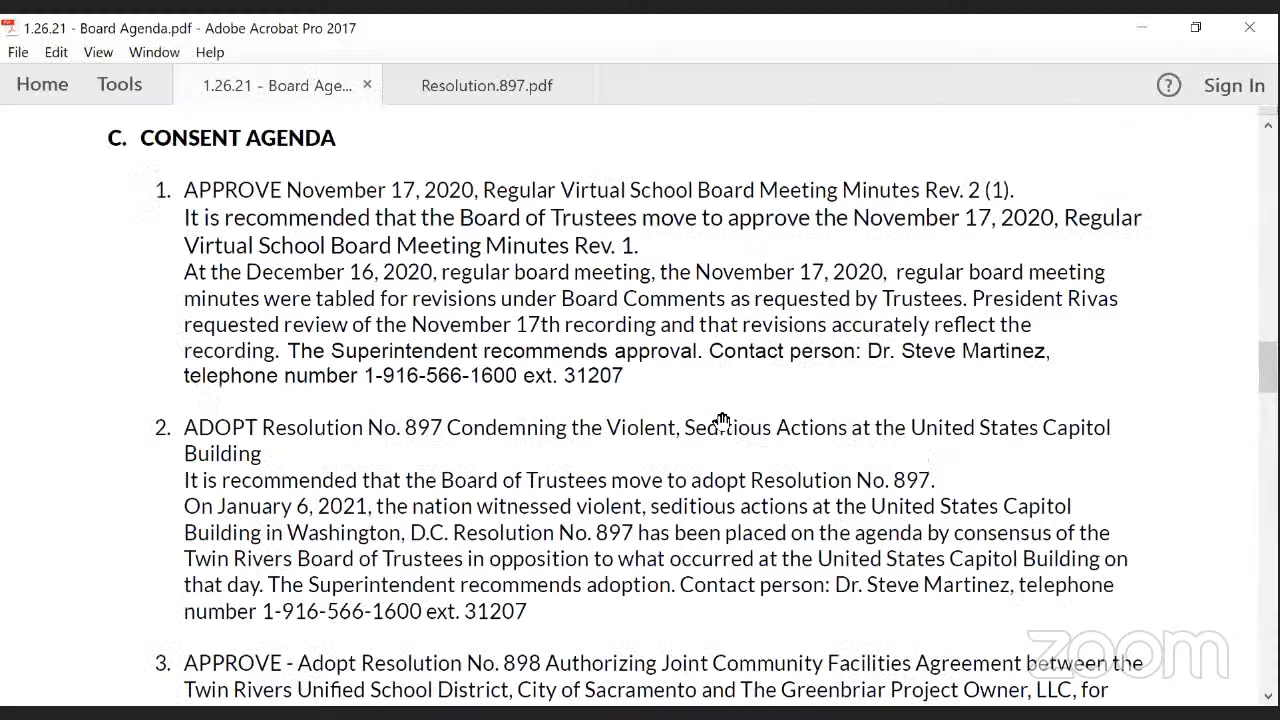 1.26.21 - Board Agenda.pdf - Adobe Acrobat Pro 2017
File Edit View Window Help
Home Tools 1.26.21 - Board Age... × Resolution.897.pdf ? Sign In
C. CONSENT AGENDA
1. APPROVE November 17, 2020, Regular Virtual School Board Meeting Minutes Rev. 2 (1).
It is recommended that the Board of Trustees move to approve the November 17, 2020, Regular
Virtual School Board Meeting Minutes Rev. 1.
At the December 16, 2020, regular board meeting, the November 17, 2020, regular board meeting
minutes were tabled for revisions under Board Comments as requested by Trustees. President Rivas
requested review of the November 17th recording and that revisions accurately reflect the
recording. The Superintendent recommends approval. Contact person: Dr. Steve Martinez,
telephone number 1-916-566-1600 ext. 31207
2. ADOPT Resolution No. 897 Condemning the Violent, Seditious Actions at the United States Capitol
Building
It is recommended that the Board of Trustees move to adopt Resolution No. 897.
On January 6, 2021, the nation witnessed violent, seditious actions at the United States Capitol
Building in Washington, D.C. Resolution No. 897 has been placed on the agenda by consensus of the
Twin Rivers Board of Trustees in opposition to what occurred at the United States Capitol Building on
that day. The Superintendent recommends adoption. Contact person: Dr. Steve Martinez, telephone
number 1-916-566-1600 ext. 31207
3. APPROVE - Adopt Resolution No. 898 Authorizing Joint Community Facilities Agreement between the
Twin Rivers Unified School District, City of Sacramento and The Greenbriar Project Owner, LLC, for
zoom